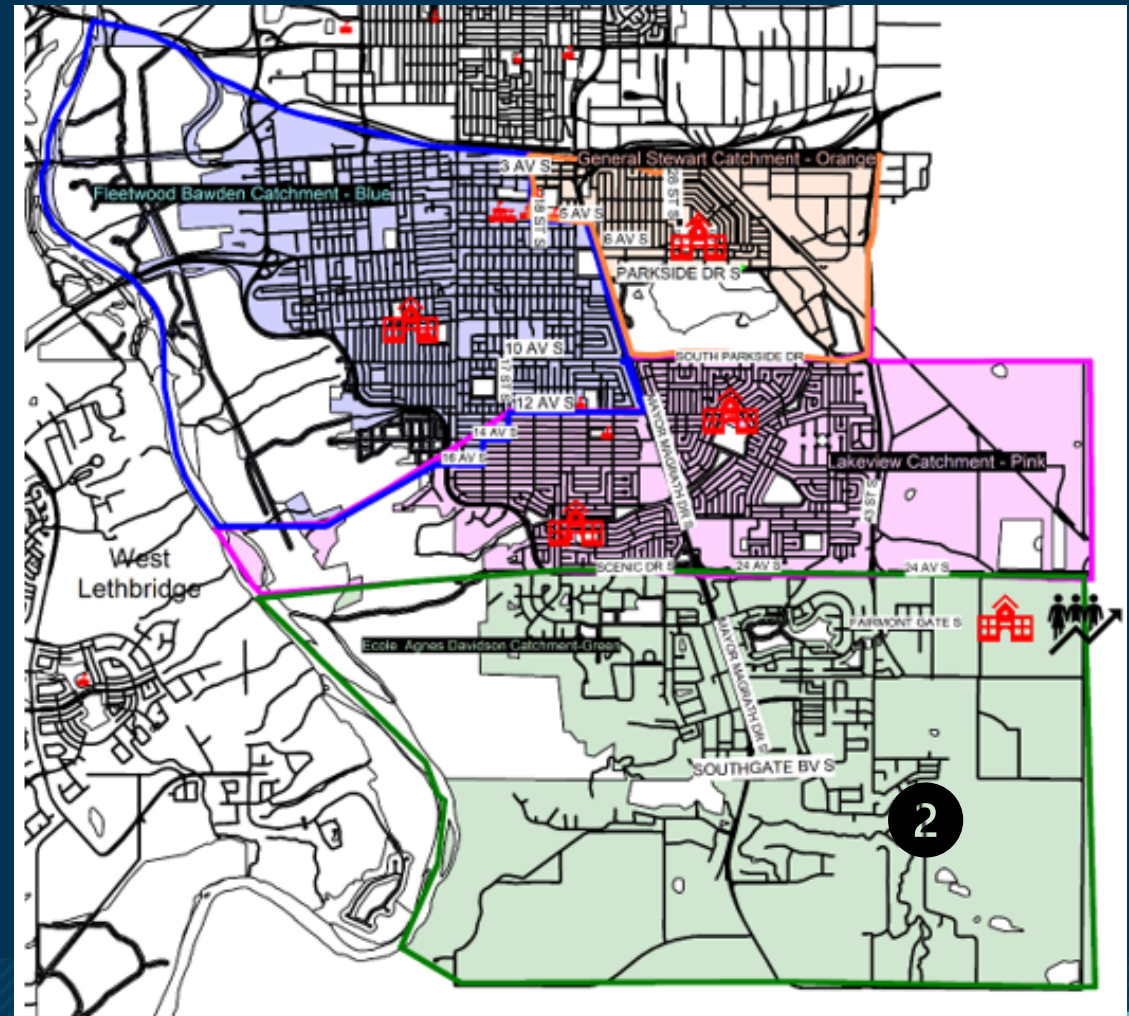 3 AV S
General Stewart Catchment - Orange
Fleetwood Bawden Catchment - Blue
18 ST S
5 AV S
26 ST S
6 AV S
PARKSIDE DR S
10 AV S
SOUTH PARKSIDE DR
17 ST S
12 AV S
14 AV S
16 AV S
MAYOR MAGRATH DR S
Lakeview Catchment - Pink
43 ST S
West
Lethbridge
SCENIC DR S
24 AV S
24 AV S
Ecole Agnes Davidson Catchment-Green
FAIRMONT GATE S
MAYOR MAGRATH DR S
SOUTHGATE BV S
2